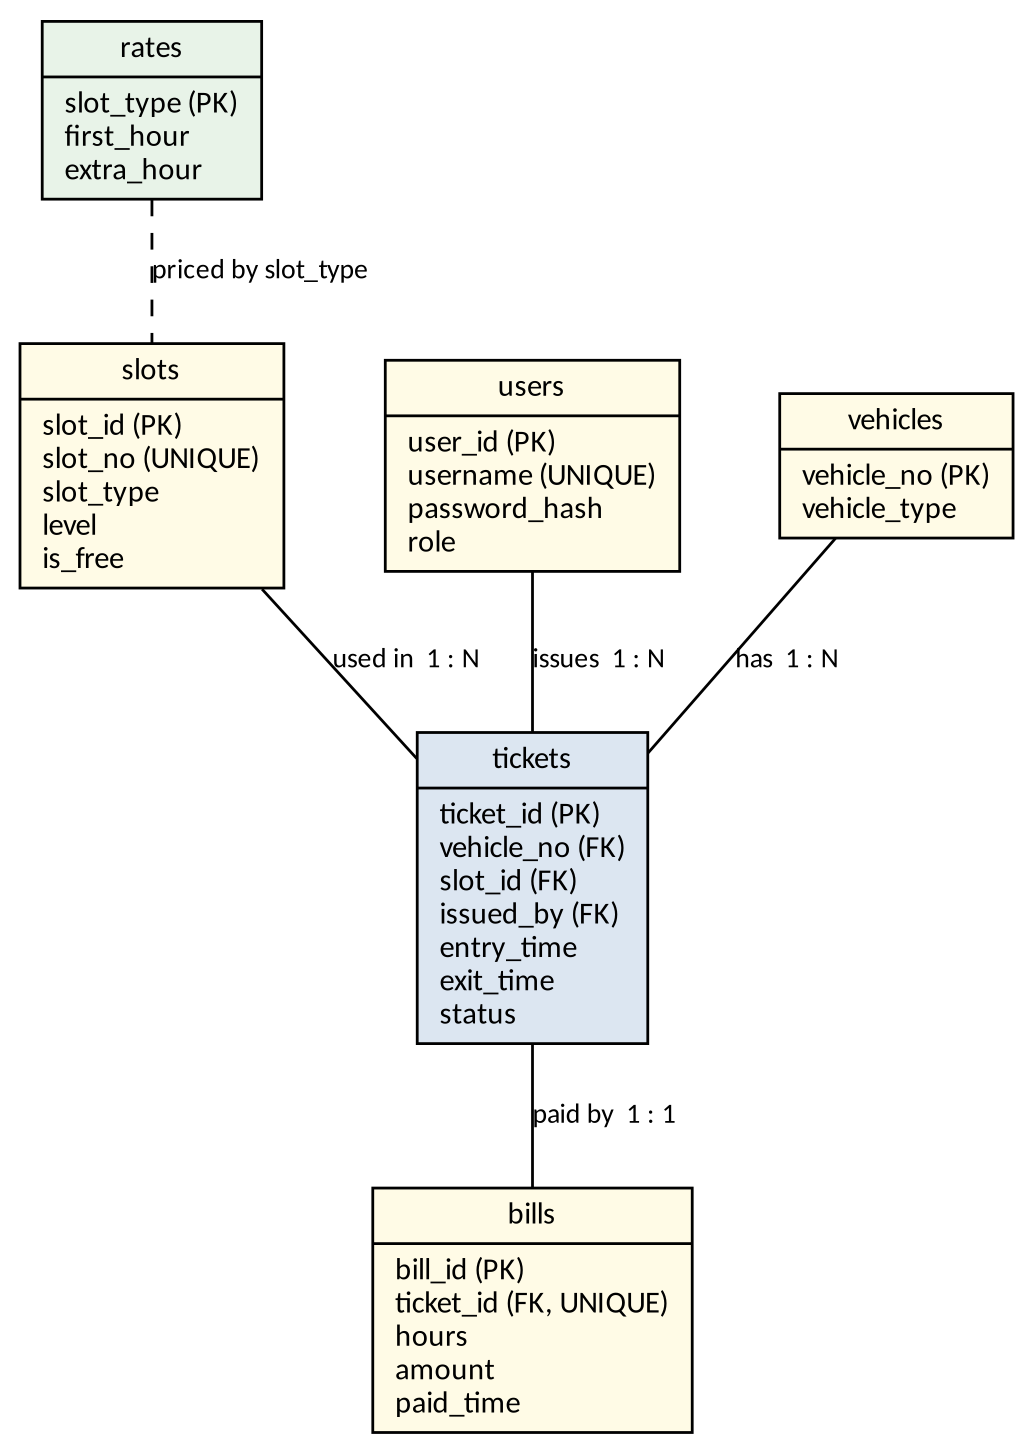 rates
slot_type (PK)
first_hour
extra_hour
priced by slot_type
slots
slot_id (PK)
slot_no (UNIQUE)
slot_type
level
is_free
users
user_id (PK)
username (UNIQUE)
password_hash
role
vehicles
vehicle_no (PK)
vehicle_type
used in  1 : N
issues  1 : N
has  1 : N
tickets
ticket_id (PK)
vehicle_no (FK)
slot_id (FK)
issued_by (FK)
entry_time
exit_time
status
paid by  1 : 1
bills
bill_id (PK)
ticket_id (FK, UNIQUE)
hours
amount
paid_time